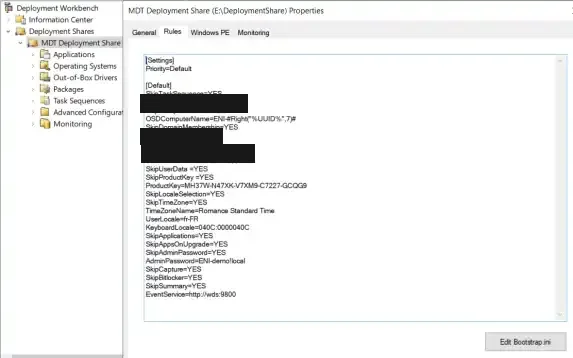 Deployment Workbench
Information Center
Deployment Shares
MDT Deployment Share
Applications
Operating Systems
Out-of-Box Drivers
Packages
Task Sequences
Advanced Configurat
Monitoring
MDT Deployment Share (E:\DeploymentShare) Properties
General Rules Windows PE Monitoring
[Settings]
Priority=Default
[Default]
SkipTaskSequence=YES
OSDComputerName=ENI-#Right("%UUID%",7)#
SkipDomainMembership=YES
SkipUserData =YES
SkipProductKey =YES
ProductKey=MH37W-N47XK-V7XM9-C7227-GCQG9
SkipLocaleSelection=YES
SkipTimeZone=YES
TimeZoneName=Romance Standard Time
UserLocale=fr-FR
KeyboardLocale=040C:0000040C
SkipApplications=YES
SkipAppsOnUpgrade=YES
SkipAdminPassword=YES
AdminPassword=ENI-demo!local
SkipCapture=YES
SkipBitlocker=YES
SkipSummary=YES
EventService=http://wds:9800
Edit Bootstrap.ini